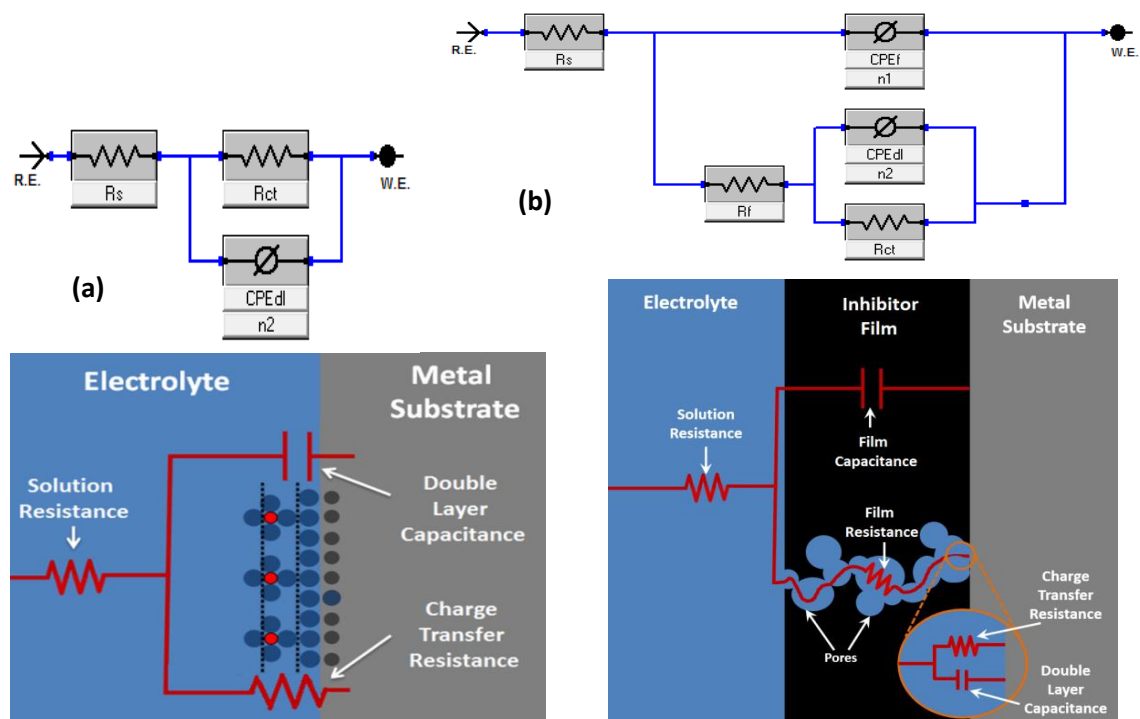 R.E.
Rs
Rct
CPEdl
n2
W.E.
(a)
R.E.
Rs
CPEf
n1
W.E.
CPEdl
n2
Rf
Rct
(b)
Electrolyte
Metal
Substrate
Solution
Resistance
Double
Layer
Capacitance
Charge
Transfer
Resistance
Electrolyte
Inhibitor
Film
Metal
Substrate
Solution
Resistance
Film
Capacitance
Film
Resistance
Pores
Charge
Transfer
Resistance
Double
Layer
Capacitance